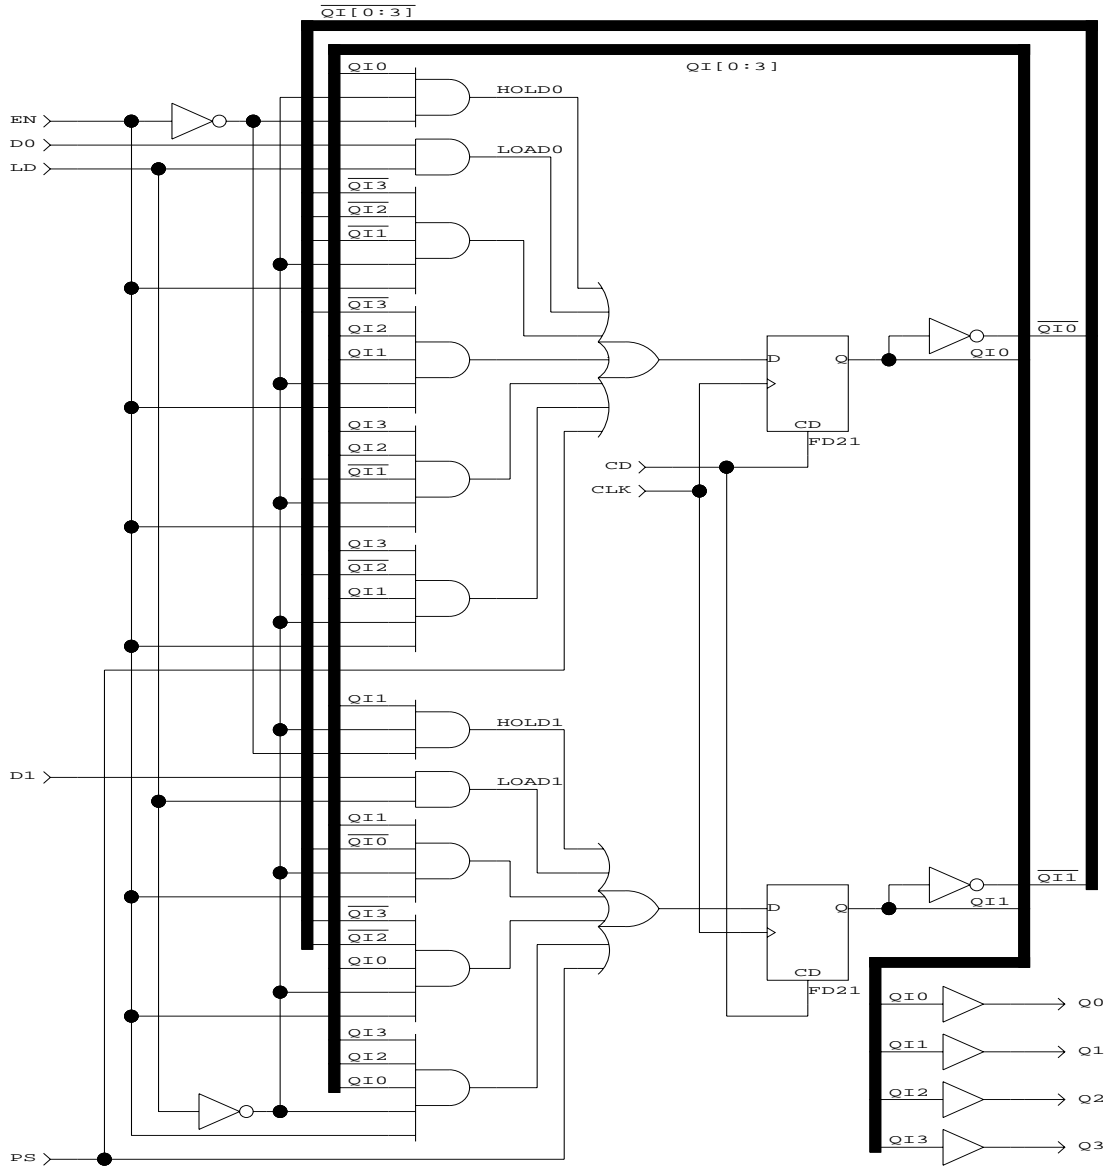 QI[0:3]
QI[0:3]
QI0
HOLD0
EN
D0
LOAD0
LD
QI3
QI2
QI1
QI3
QI2
QI1
QI0
D
Q
QI0
QI3
CD
FD21
QI2
CD
QI1
CLK
QI3
QI2
QI1
QI1
HOLD1
D1
LOAD1
QI1
QI0
QI1
QI3
D
Q
QI1
QI2
QI0
CD
FD21
QI0
Q0
QI3
QI1
Q1
QI2
QI0
QI2
Q2
PS
QI3
Q3